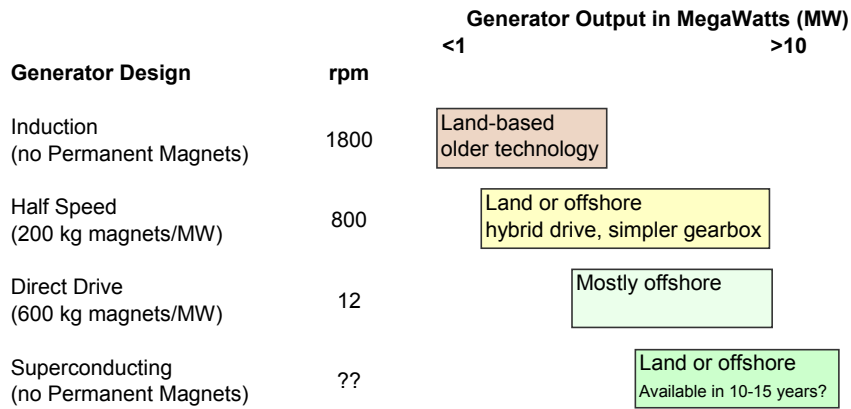 Generator Output in MegaWatts (MW)
<1 >10
Generator Design rpm
Induction
(no Permanent Magnets)
1800
Land-based
older technology
Half Speed
(200 kg magnets/MW)
800
Land or offshore
hybrid drive, simpler gearbox
Direct Drive
(600 kg magnets/MW)
12
Mostly offshore
Superconducting
(no Permanent Magnets)
??
Land or offshore
Available in 10-15 years?